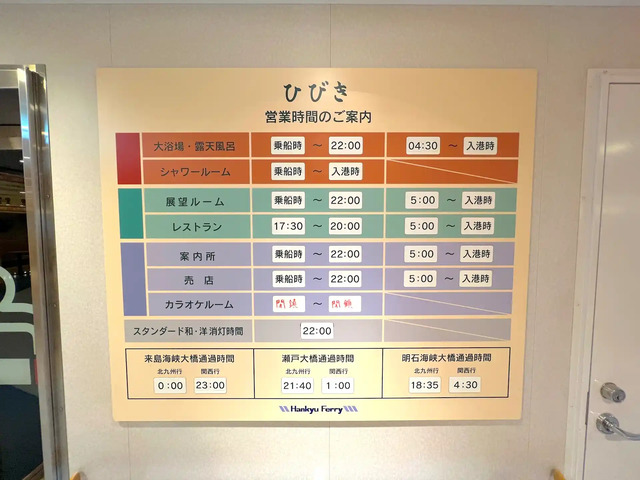 ひびき
営業時間のご案内
大浴場・露天風呂 乗船時 〜 22:00 04:30 〜 入港時
シャワールーム 乗船時 〜 入港時
展望ルーム 乗船時 〜 22:00 5:00 〜 入港時
レストラン 17:30 〜 20:00 5:00 〜 入港時
案内所 乗船時 〜 22:00 5:00 〜 入港時
売店 乗船時 〜 22:00 5:00 〜 入港時
カラオケルーム 〜
スタンダード和・洋消灯時間 22:00
来島海峡大橋通過時間 瀬戸大橋通過時間 明石海峡大橋通過時間
北九州行 関西行 北九州行 関西行 北九州行 関西行
0:00 23:00 21:40 1:00 18:35 4:30
Hankyu Ferry